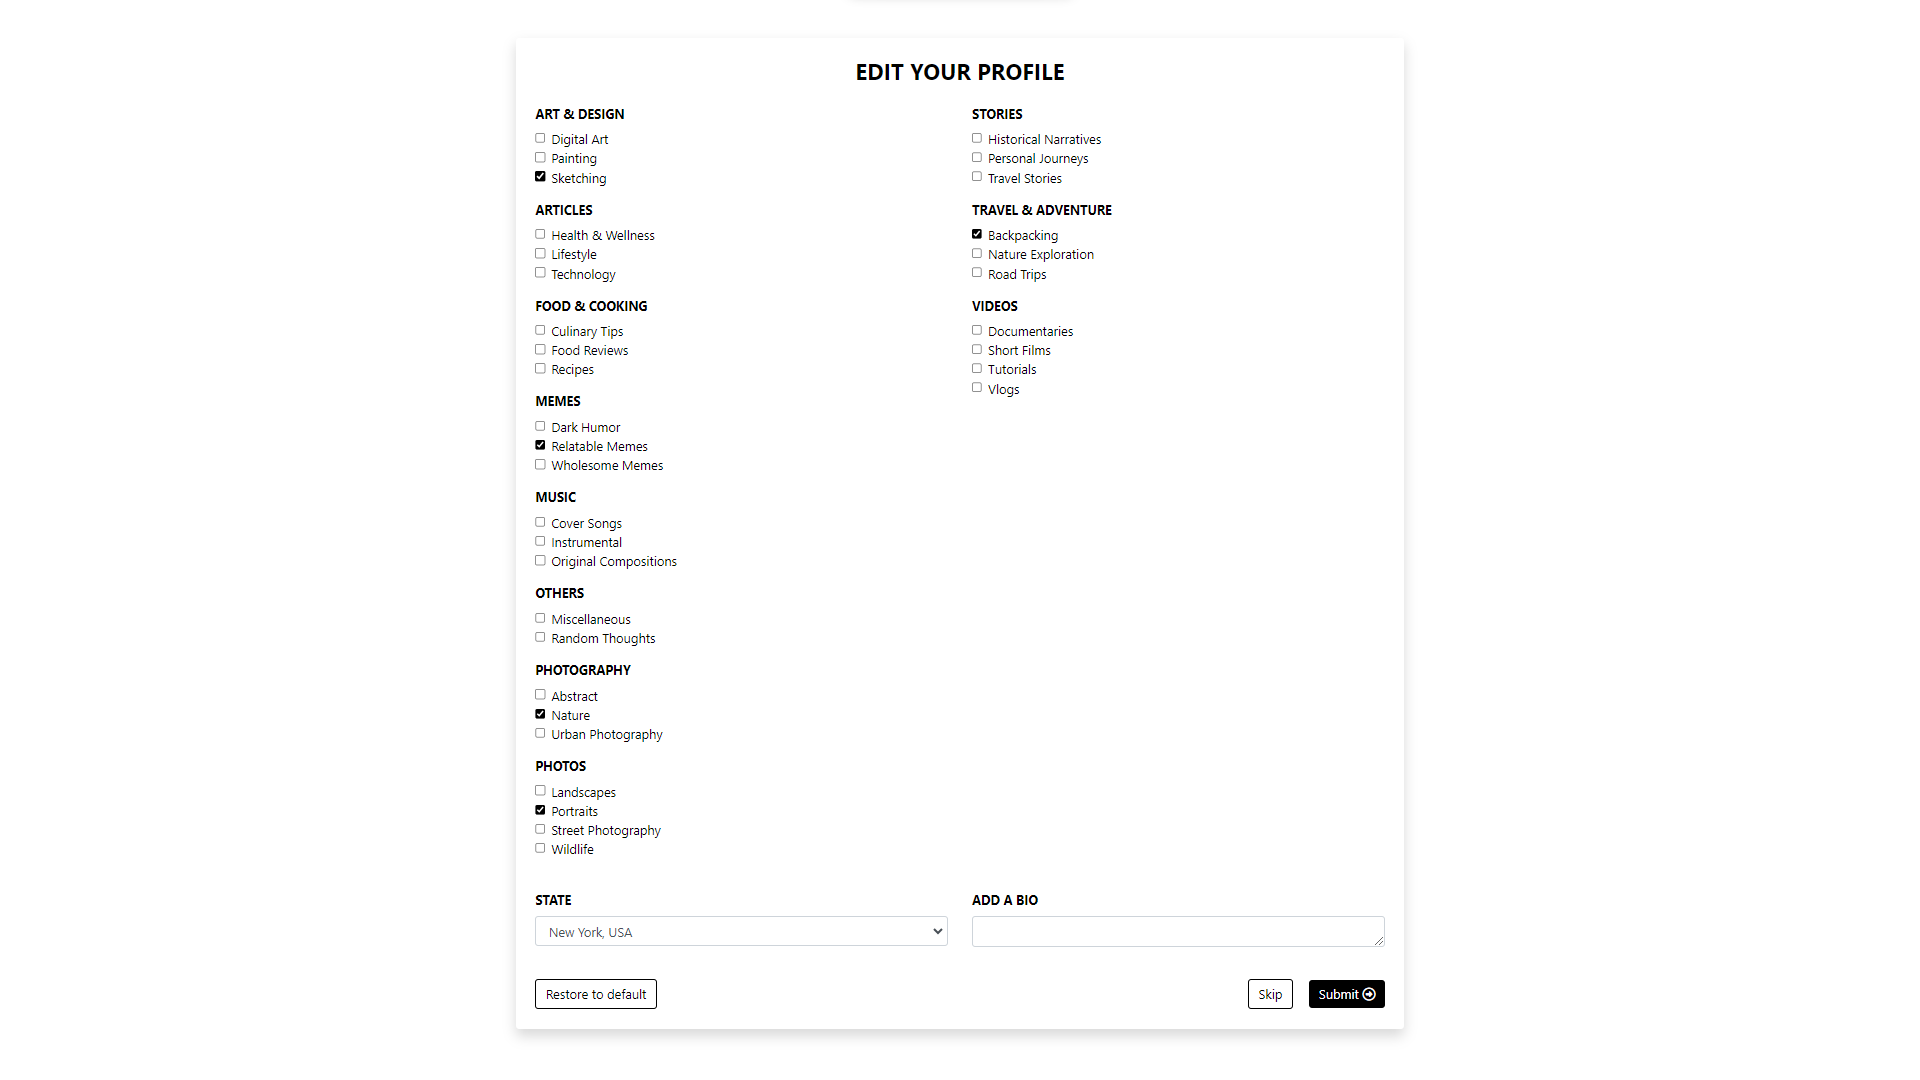 EDIT YOUR PROFILE
ART & DESIGN
Digital Art
Painting
Sketching
ARTICLES
Health & Wellness
Lifestyle
Technology
FOOD & COOKING
Culinary Tips
Food Reviews
Recipes
MEMES
Dark Humor
Relatable Memes
Wholesome Memes
MUSIC
Cover Songs
Instrumental
Original Compositions
OTHERS
Miscellaneous
Random Thoughts
PHOTOGRAPHY
Abstract
Nature
Urban Photography
PHOTOS
Landscapes
Portraits
Street Photography
Wildlife
STORIES
Historical Narratives
Personal Journeys
Travel Stories
TRAVEL & ADVENTURE
Backpacking
Nature Exploration
Road Trips
VIDEOS
Documentaries
Short Films
Tutorials
Vlogs
STATE
New York, USA
ADD A BIO
Restore to default
Skip
Submit